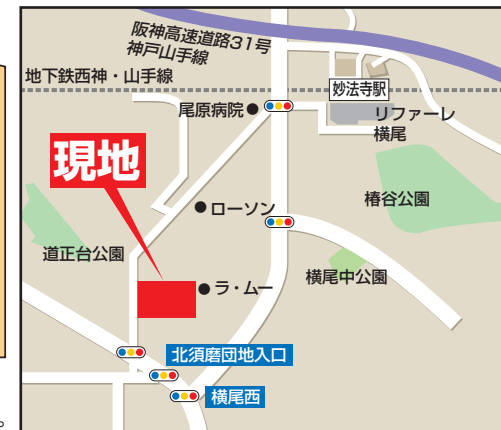 阪神高速道路31号
神戸山手線
地下鉄西神・山手線
妙法寺駅
尾原病院
リファーレ
横尾
現地
ローソン
椿谷公園
道正台公園
横尾中公園
ラ・ムー
北須磨団地入口
横尾西
。